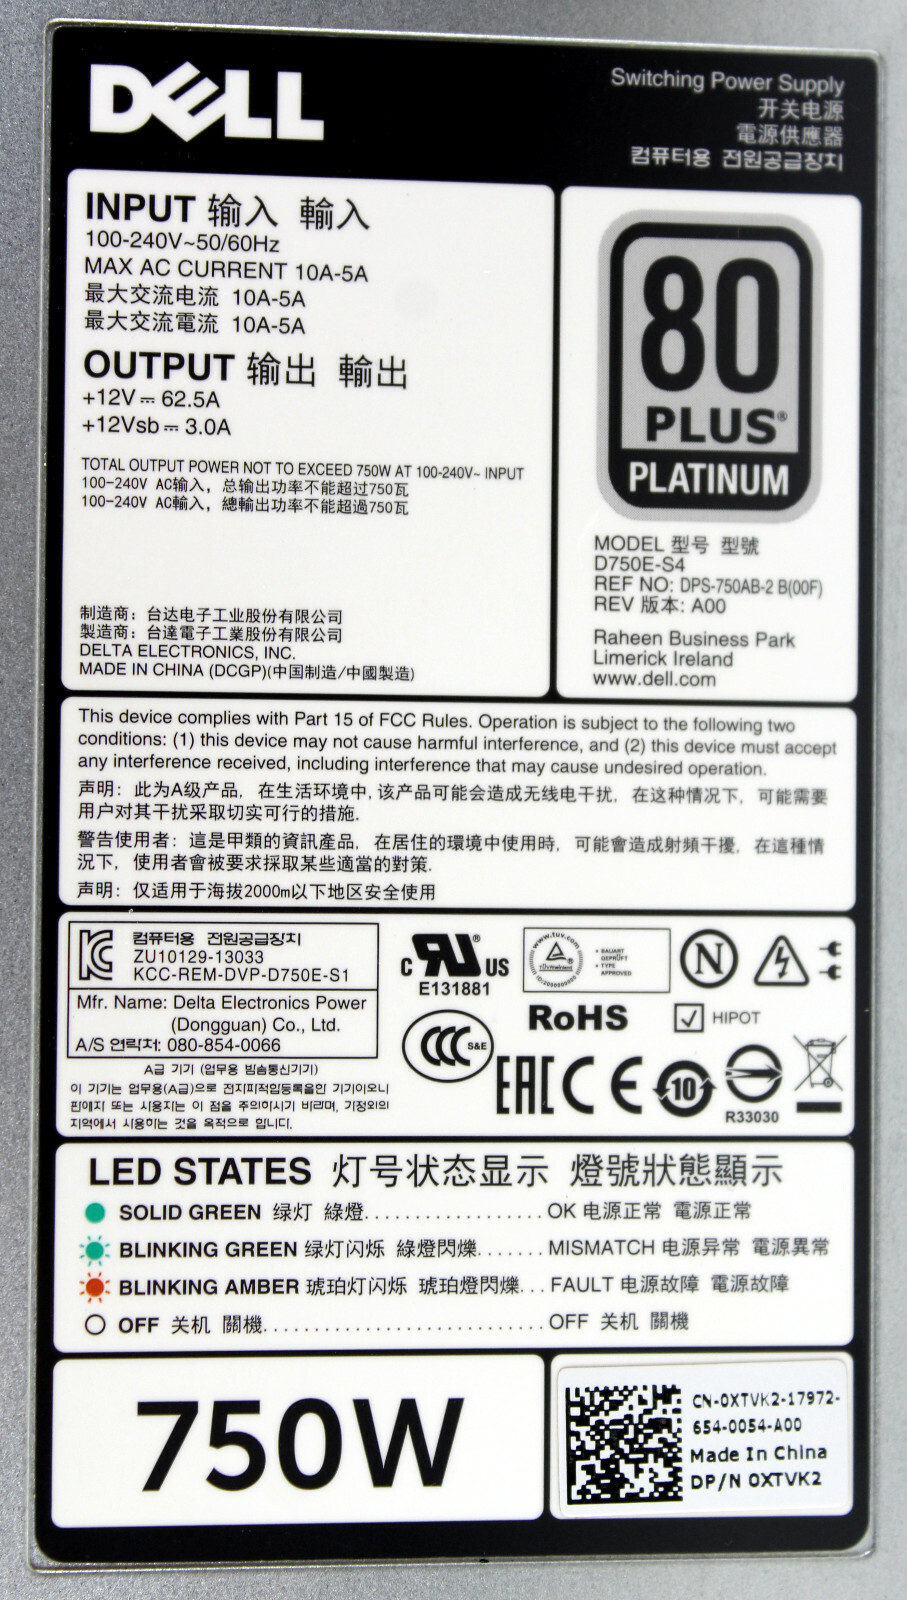 DELL
Switching Power Supply
开关电源
電源供應器
컴퓨터용 전원공급장치
INPUT 输入 輸入
100-240V~50/60Hz
MAX AC CURRENT 10A-5A
最大交流电流 10A-5A
最大交流電流 10A-5A
OUTPUT 输出 輸出
+12V⎓62.5A
+12Vsb⎓3.0A
TOTAL OUTPUT POWER NOT TO EXCEED 750W AT 100-240V~ INPUT
100-240V AC输入，总输出功率不能超过750瓦
100-240V AC輸入，總輸出功率不能超過750瓦
制造商：台达电子工业股份有限公司
製造商：台達電子工業股份有限公司
DELTA ELECTRONICS, INC.
MADE IN CHINA (DCGP)(中国制造/中國製造)
80
PLUS®
PLATINUM
MODEL 型号 型號
D750E-S4
REF NO: DPS-750AB-2 B(00F)
REV 版本: A00
Raheen Business Park
Limerick Ireland
www.dell.com
This device complies with Part 15 of FCC Rules. Operation is subject to the following two
conditions: (1) this device may not cause harmful interference, and (2) this device must accept
any interference received, including interference that may cause undesired operation.
声明：此为A级产品，在生活环境中,该产品可能会造成无线电干扰，在这种情况下，可能需要
用户对其干扰采取切实可行的措施.
警告使用者：這是甲類的資訊產品，在居住的環境中使用時，可能會造成射頻干擾，在這種情
況下，使用者會被要求採取某些適當的對策.
声明：仅适用于海拔2000m以下地区安全使用
컴퓨터용 전원공급장치
ZU10129-13033
KCC-REM-DVP-D750E-S1
Mfr. Name: Delta Electronics Power
(Dongguan) Co., Ltd.
A/S 연락처: 080-854-0066
A급 기기 (업무용 방송통신기기)
이 기기는 업무용(A급)으로 전자파적합등록을한 기기이오니
판매자 또는 사용자는 이 점을 주의하시기 바라며, 가정외의
지역에서 사용하는 것을 목적으로 합니다.
c RU US
E131881
www.tuv.com
TÜVRheinland
BAUART
GEPRÜFT
TYPE
APPROVED
N
CCC S&E
RoHS
HIPOT
EAC CE
10
R33030
LED STATES 灯号状态显示 燈號狀態顯示
SOLID GREEN 绿灯 綠燈..................OK 电源正常 電源正常
BLINKING GREEN 绿灯闪烁 綠燈閃爍.......MISMATCH 电源异常 電源異常
BLINKING AMBER 琥珀灯闪烁 琥珀燈閃爍...FAULT 电源故障 電源故障
OFF 关机 關機............................OFF 关机 關機
750W
CN-0XTVK2-17972-
654-0054-A00
Made In China
DP/N 0XTVK2